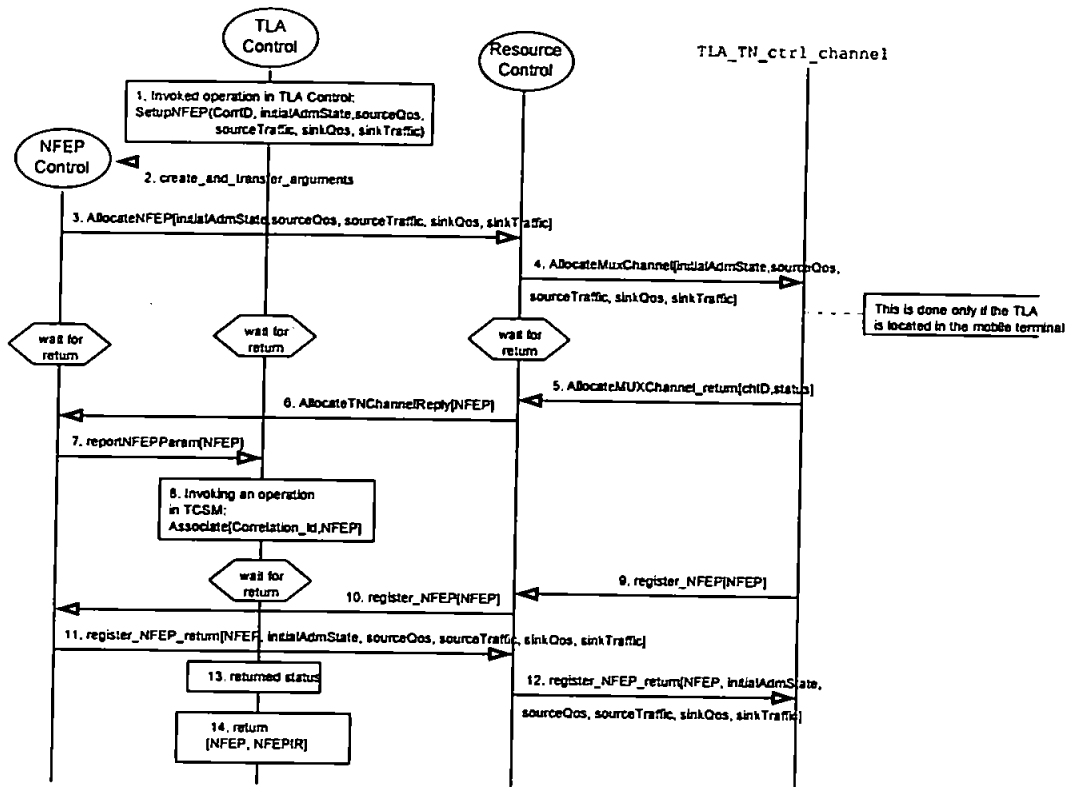 TLA
Control
Resource
Control
TLA_TN_ctrl_channel
1. Invoked operation in TLA Control:
SetupNFEP(CorrID, initialAdmState,sourceQos,
sourceTraffic, sinkQos, sinkTraffic)
NFEP
Control
2. create_and_transfer_arguments
3. AllocateNFEP[initialAdmState,sourceQos, sourceTraffic, sinkQos, sinkTraffic]
4. AllocateMuxChannel[initialAdmState,sourceQos,
sourceTraffic, sinkQos, sinkTraffic]
This is done only if the TLA
is located in the mobile terminal
wait for
return
wait for
return
wait for
return
5. AllocateMUXChannel_return[chID,status]
6. AllocateTNChannelReply[NFEP]
7. reportNFEPParam[NFEP]
8. Invoking an operation
in TCSM:
Associate[Correlation_Id,NFEP]
wait for
return
9. register_NFEP[NFEP]
10. register_NFEP[NFEP]
11. register_NFEP_return[NFEP, initialAdmState, sourceQos, sourceTraffic, sinkQos, sinkTraffic]
13. returned status
12. register_NFEP_return[NFEP, initialAdmState,
sourceQos, sourceTraffic, sinkQos, sinkTraffic]
14. return
[NFEP, NFEPIR]